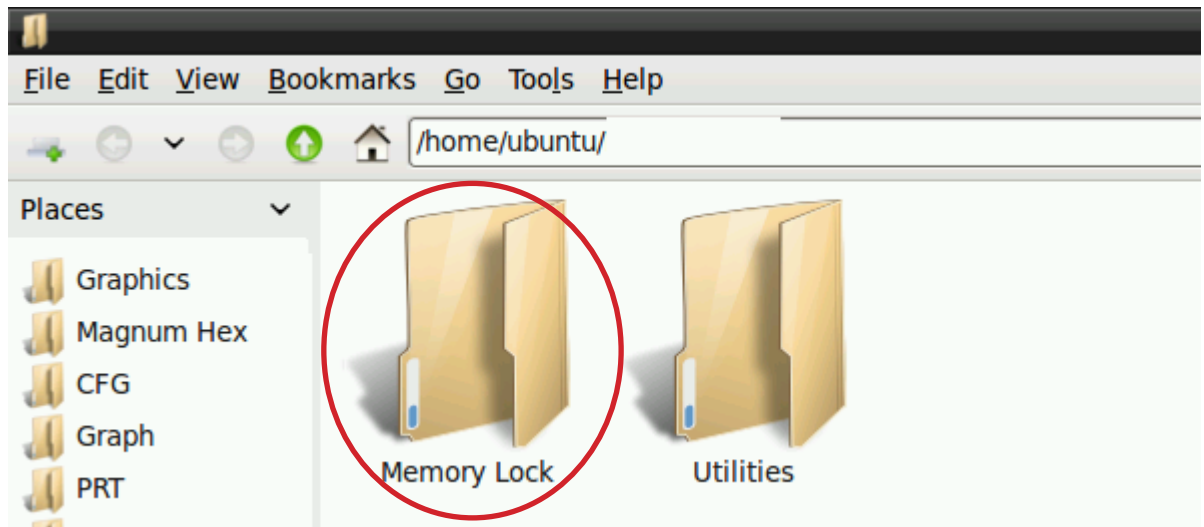 File Edit View Bookmarks Go Tools Help
/home/ubuntu/
Places
Graphics
Magnum Hex
CFG
Graph
PRT
Memory Lock
Utilities